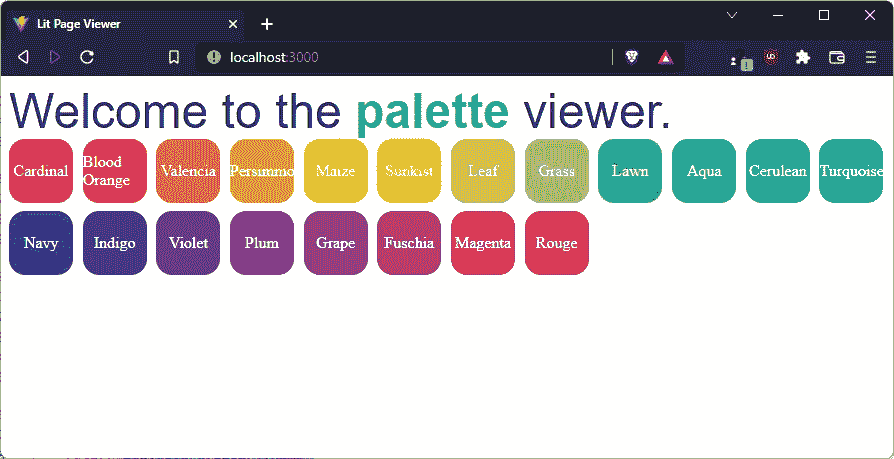 Lit Page Viewer
localhost:3000
Welcome to the palette viewer.
Cardinal Blood Orange Valencia Persimmo Maize Sunkist Leaf Grass Lawn Aqua Cerulean Turquoise
Navy Indigo Violet Plum Grape Fuschia Magenta Rouge